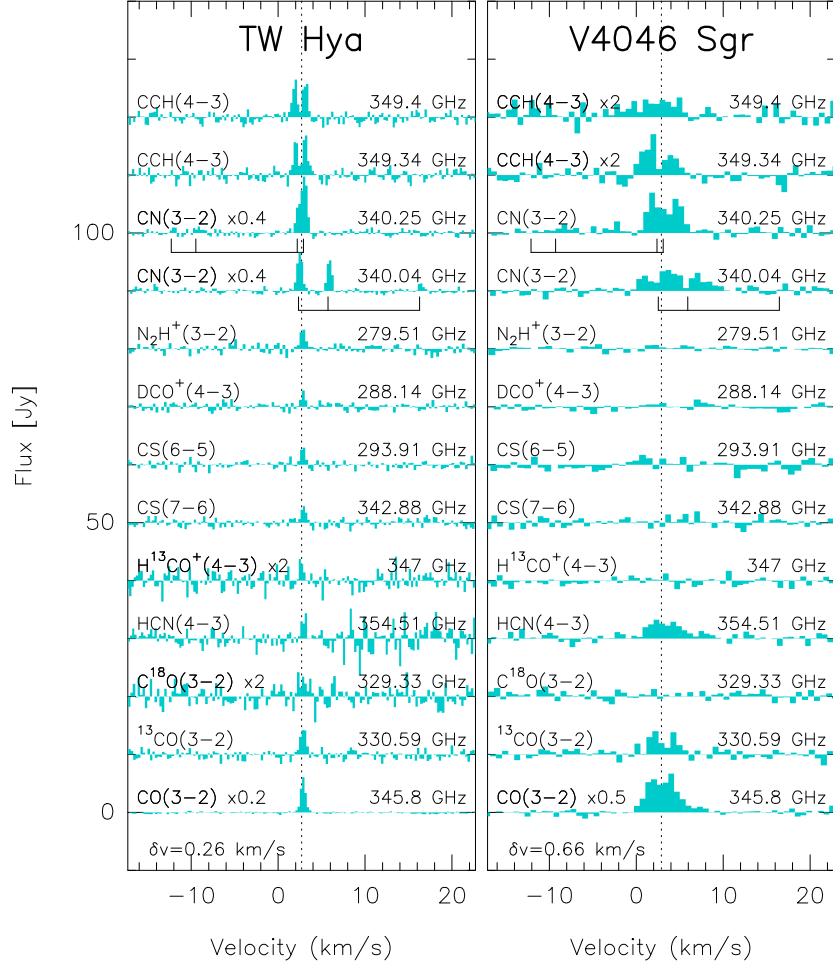 TW Hya
V4046 Sgr
CCH(4−3) 349.4 GHz
CCH(4−3) x2 349.4 GHz
CCH(4−3) 349.34 GHz
CCH(4−3) x2 349.34 GHz
100
CN(3−2) x0.4 340.25 GHz
CN(3−2) 340.25 GHz
CN(3−2) x0.4 340.04 GHz
CN(3−2) 340.04 GHz
N₂H⁺(3−2) 279.51 GHz
N₂H⁺(3−2) 279.51 GHz
DCO⁺(4−3) 288.14 GHz
DCO⁺(4−3) 288.14 GHz
Flux [Jy]
CS(6−5) 293.91 GHz
CS(6−5) 293.91 GHz
50
CS(7−6) 342.88 GHz
CS(7−6) 342.88 GHz
H¹³CO⁺(4−3) x2 347 GHz
H¹³CO⁺(4−3) 347 GHz
HCN(4−3) 354.51 GHz
HCN(4−3) 354.51 GHz
C¹⁸O(3−2) x2 329.33 GHz
C¹⁸O(3−2) 329.33 GHz
¹³CO(3−2) 330.59 GHz
¹³CO(3−2) 330.59 GHz
0
CO(3−2) x0.2 345.8 GHz
CO(3−2) x0.5 345.8 GHz
δv=0.26 km/s
δv=0.66 km/s
−10 0 10 20
−10 0 10 20
Velocity (km/s)
Velocity (km/s)